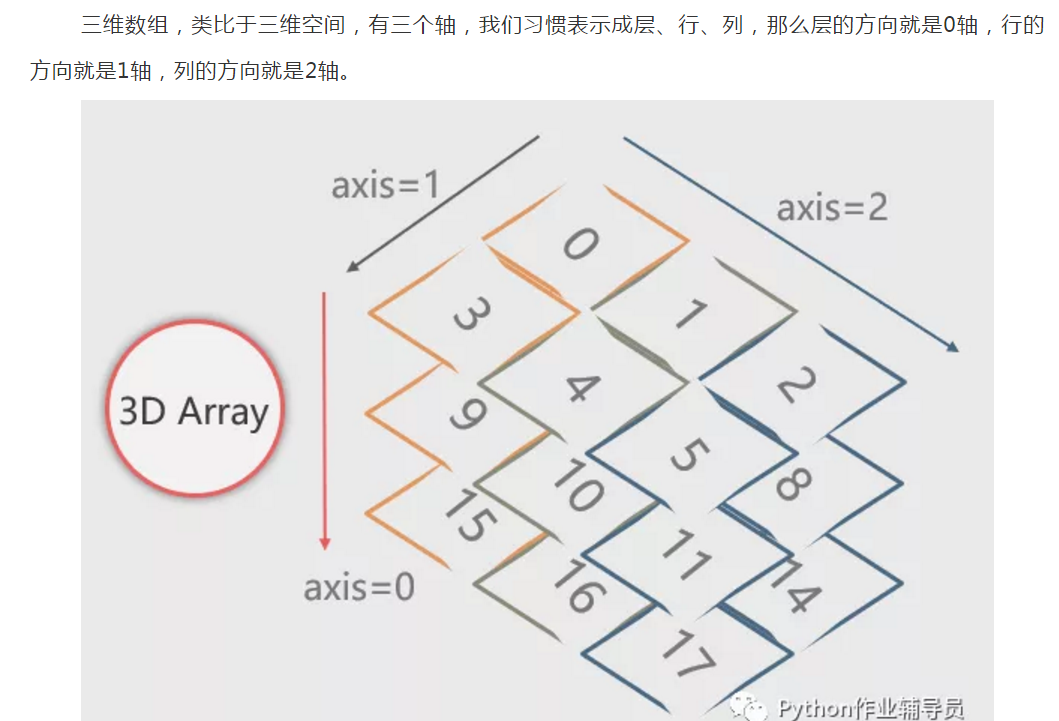 三维数组，类比于三维空间，有三个轴，我们习惯表示成层、行、列，那么层的方向就是0轴，行的
方向就是1轴，列的方向就是2轴。
axis=1
axis=2
0
3
1
4
2
3D Array
9
5
10
8
15
11
axis=0
16
14
17
Python作业辅导员